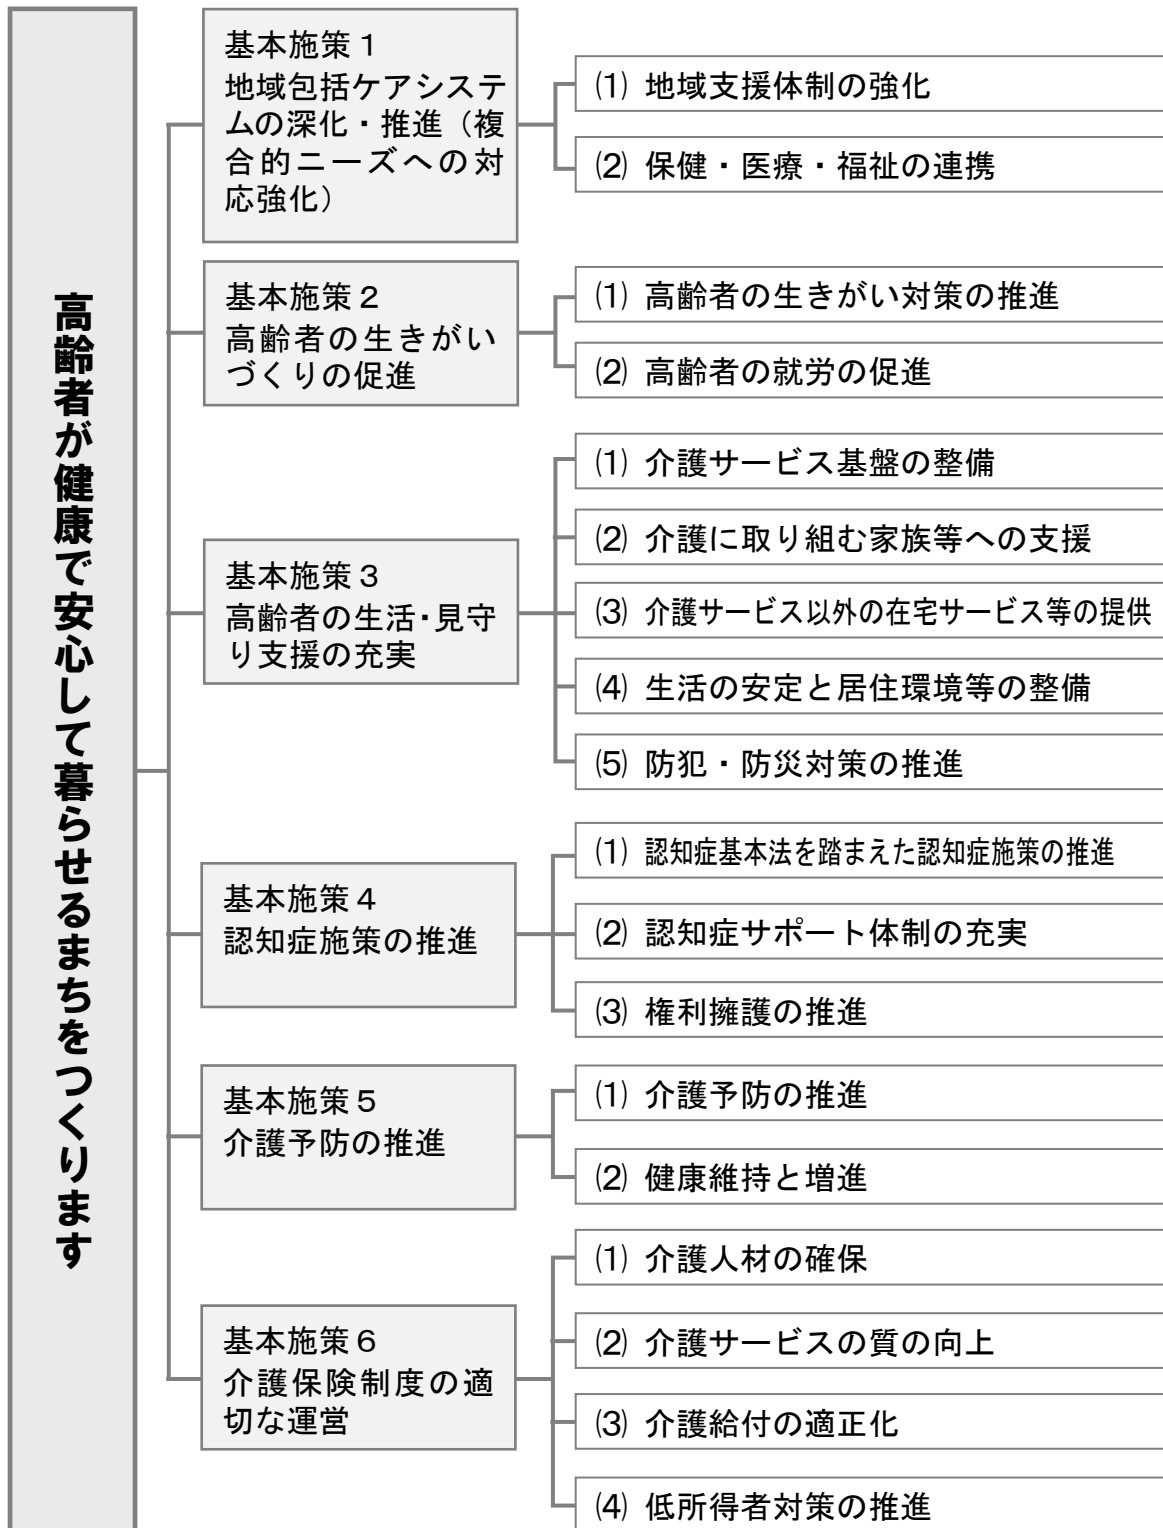 高齢者が健康で安心して暮らせるまちをつくります
基本施策１
地域包括ケアシステ
ムの深化・推進（複
合的ニーズへの対
応強化）
⑴ 地域支援体制の強化
⑵ 保健・医療・福祉の連携
基本施策２
高齢者の生きがい
づくりの促進
⑴ 高齢者の生きがい対策の推進
⑵ 高齢者の就労の促進
基本施策３
高齢者の生活・見守
り支援の充実
⑴ 介護サービス基盤の整備
⑵ 介護に取り組む家族等への支援
⑶ 介護サービス以外の在宅サービス等の提供
⑷ 生活の安定と居住環境等の整備
⑸ 防犯・防災対策の推進
基本施策４
認知症施策の推進
⑴ 認知症基本法を踏まえた認知症施策の推進
⑵ 認知症サポート体制の充実
⑶ 権利擁護の推進
基本施策５
介護予防の推進
⑴ 介護予防の推進
⑵ 健康維持と増進
基本施策６
介護保険制度の適
切な運営
⑴ 介護人材の確保
⑵ 介護サービスの質の向上
⑶ 介護給付の適正化
⑷ 低所得者対策の推進